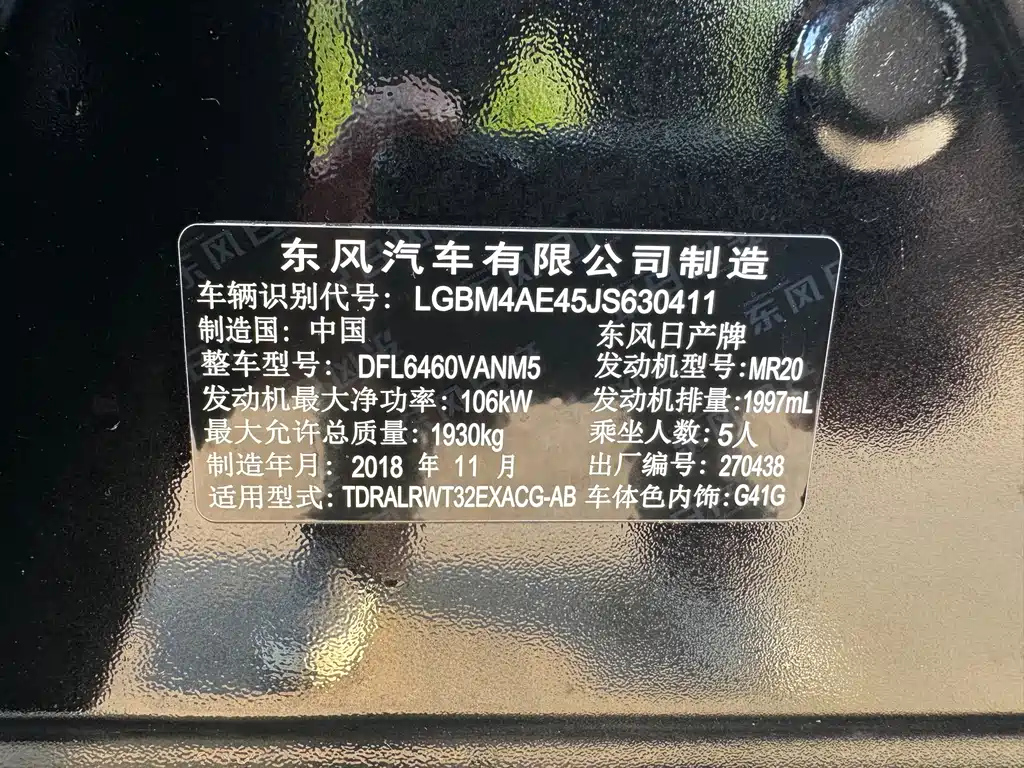 东风汽车有限公司制造
车辆识别代号: LGBM4AE45JS630411
制造国: 中国 东风日产牌
整车型号: DFL6460VANM5 发动机型号:MR20
发动机最大净功率: 106kW 发动机排量:1997mL
最大允许总质量: 1930kg 乘坐人数: 5人
制造年月: 2018 年 11 月 出厂编号: 270438
适用型式: TDRALRWT32EXACG-AB 车体色内饰: G41G